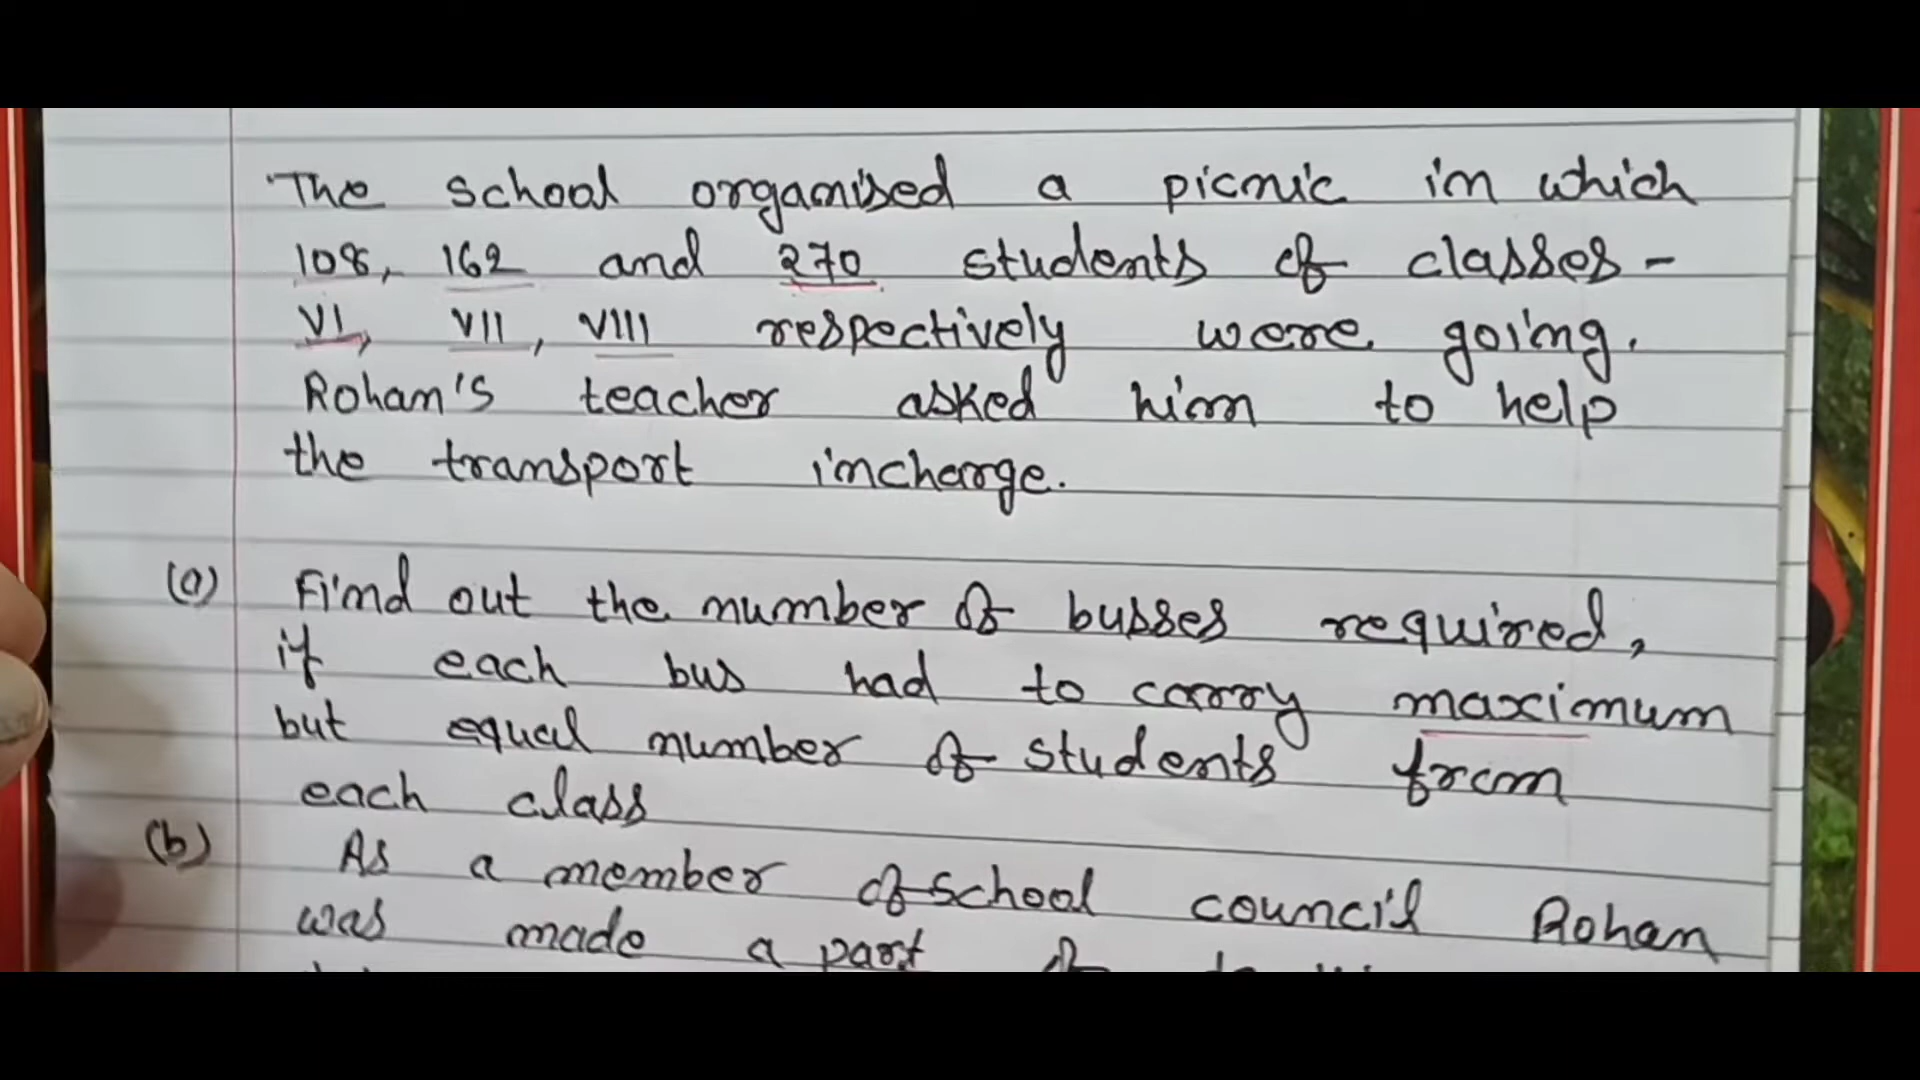 The school organised a picnic in which
108, 162 and 270 students of classes -
VI, VII, VIII respectively were going.
Rohan's teacher asked him to help
the transport incharge.
(a) Find out the number of busses required,
if each bus had to carry maximum
but equal number of students from
each class
(b) As a member of school council Rohan
was made a part of